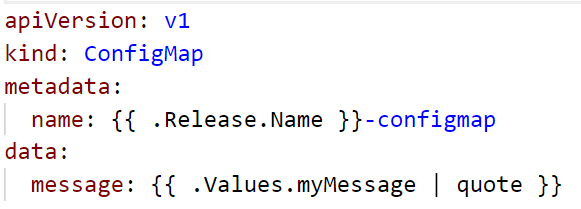 apiVersion: v1
kind: ConfigMap
metadata:
  name: {{ .Release.Name }}-configmap
data:
  message: {{ .Values.myMessage | quote }}